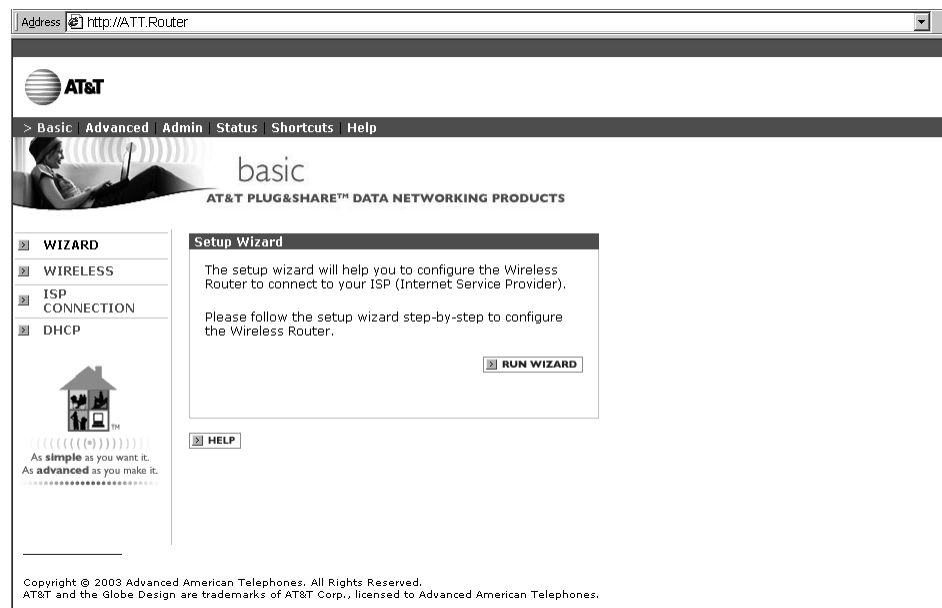 Address http://ATT.Router
AT&T
> Basic | Advanced | Admin | Status | Shortcuts | Help
basic
AT&T PLUG&SHARE™ DATA NETWORKING PRODUCTS
WIZARD
WIRELESS
ISP
CONNECTION
DHCP
Setup Wizard
The setup wizard will help you to configure the Wireless
Router to connect to your ISP (Internet Service Provider).
Please follow the setup wizard step-by-step to configure
the Wireless Router.
RUN WIZARD
HELP
TM
As simple as you want it.
As advanced as you make it.
Copyright © 2003 Advanced American Telephones. All Rights Reserved.
AT&T and the Globe Design are trademarks of AT&T Corp., licensed to Advanced American Telephones.